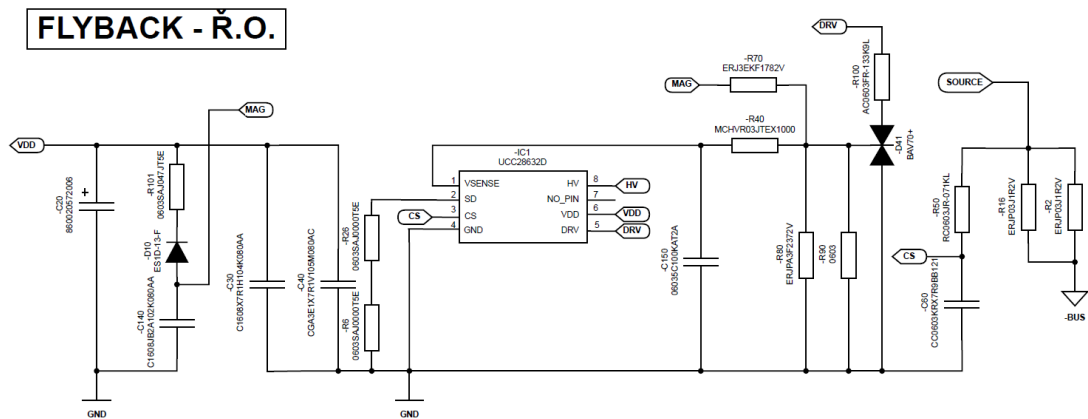 FLYBACK - Ř.O.
DRV
-R100
AC0603FR-133K9L
-R70
ERJ3EKF1782V
MAG
SOURCE
MAG
-R40
MCHVR03JTEX1000
-D41
BAV70+
VDD
-IC1
UCC28632D
-R101
0603SAJ047JT5E
1
VSENSE
HV
8
HV
2
SD
NO_PIN
7
CS
3
CS
VDD
6
VDD
4
GND
DRV
5
DRV
-C20
860020572006
+
-R50
RC0603JR-071KL
-R16
ERJP03J1R2V
-R2
ERJP03J1R2V
-D10
ES1D-13-F
-R26
0603SAJ0000T5E
-C150
06035C100KAT2A
-R80
ERJPA3F2372V
-R90
0603
CS
-C30
C1608X7R1H104K080AA
-C40
CGA3E1X7R1V105M080AC
-C140
C1608JB2A102K080AA
-R6
0603SAJ0000T5E
-C60
CC0603KRX7R9BB121
-BUS
GND
GND